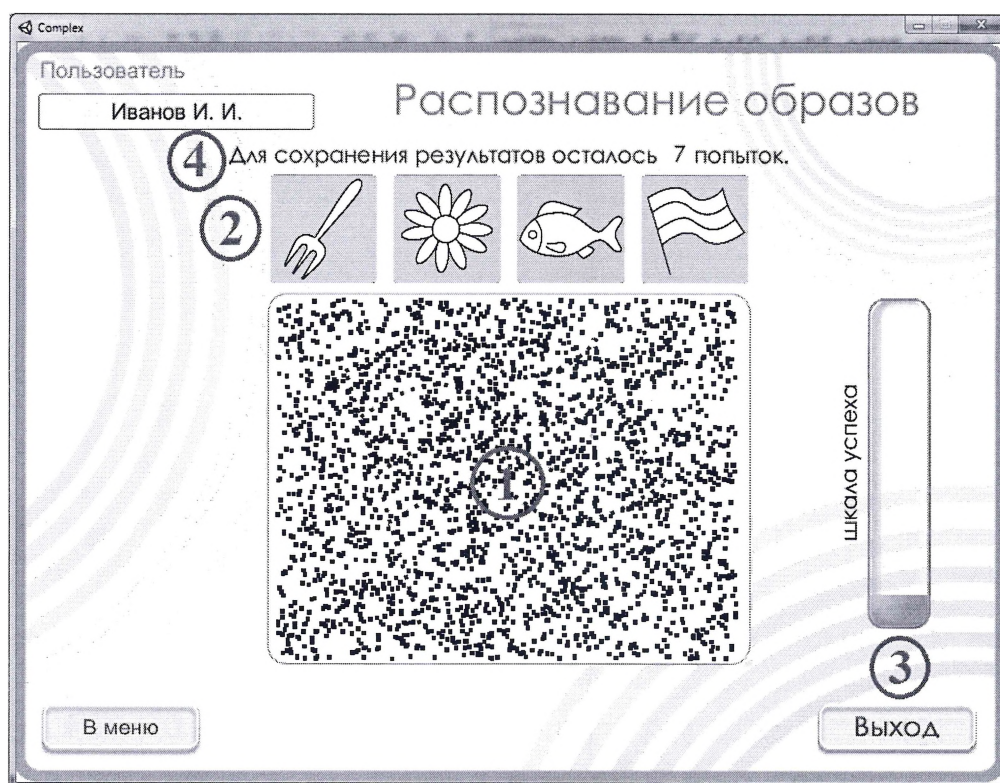 Complex
Пользователь
Иванов И. И.
Распознавание образов
4 Для сохранения результатов осталось 7 попыток.
2
1
шкала успеха
3
В меню
Выход